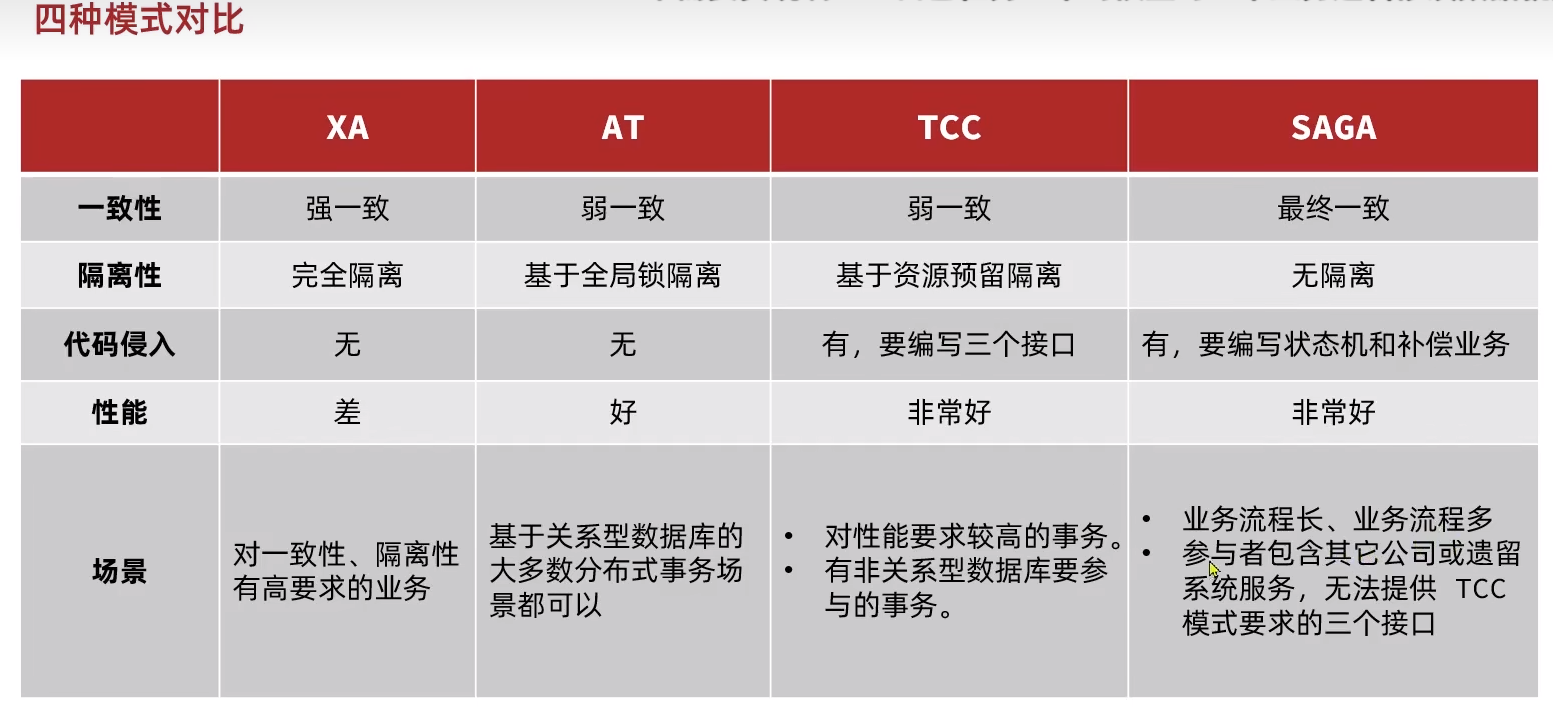 四种模式对比
XA AT TCC SAGA
一致性 强一致 弱一致 弱一致 最终一致
隔离性 完全隔离 基于全局锁隔离 基于资源预留隔离 无隔离
代码侵入 无 无 有，要编写三个接口 有，要编写状态机和补偿业务
性能 差 好 非常好 非常好
场景
对一致性、隔离性
有高要求的业务
基于关系型数据库的
大多数分布式事务场
景都可以
• 对性能要求较高的事务。
• 有非关系型数据库要参
与的事务。
• 业务流程长、业务流程多
• 参与者包含其它公司或遗留
系统服务，无法提供 TCC
模式要求的三个接口